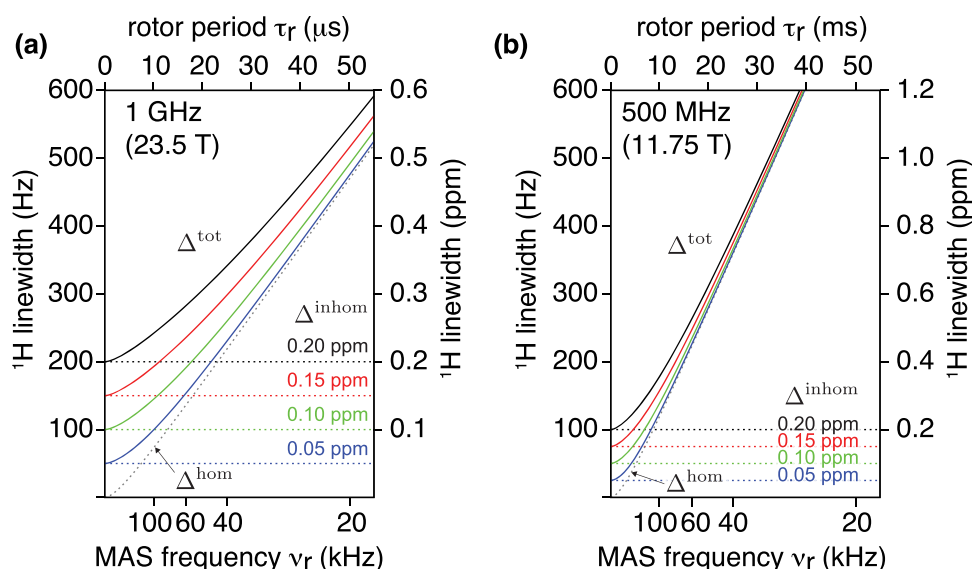 (a)
rotor period τr (μs)
0 10 20 30 40 50
1 GHz
(23.5 T)
600
500
400
300
200
100
¹H linewidth (Hz)
0.6
0.5
0.4
0.3
0.2
0.1
¹H linewidth (ppm)
Δ tot
Δ inhom
0.20 ppm
0.15 ppm
0.10 ppm
0.05 ppm
Δ hom
100 60 40 20
MAS frequency νr (kHz)
(b)
rotor period τr (ms)
0 10 20 30 40 50
500 MHz
(11.75 T)
600
500
400
300
200
100
¹H linewidth (Hz)
1.2
1.0
0.8
0.6
0.4
0.2
¹H linewidth (ppm)
Δ tot
Δ inhom
0.20 ppm
0.15 ppm
0.10 ppm
0.05 ppm
Δ hom
100 60 40 20
MAS frequency νr (kHz)